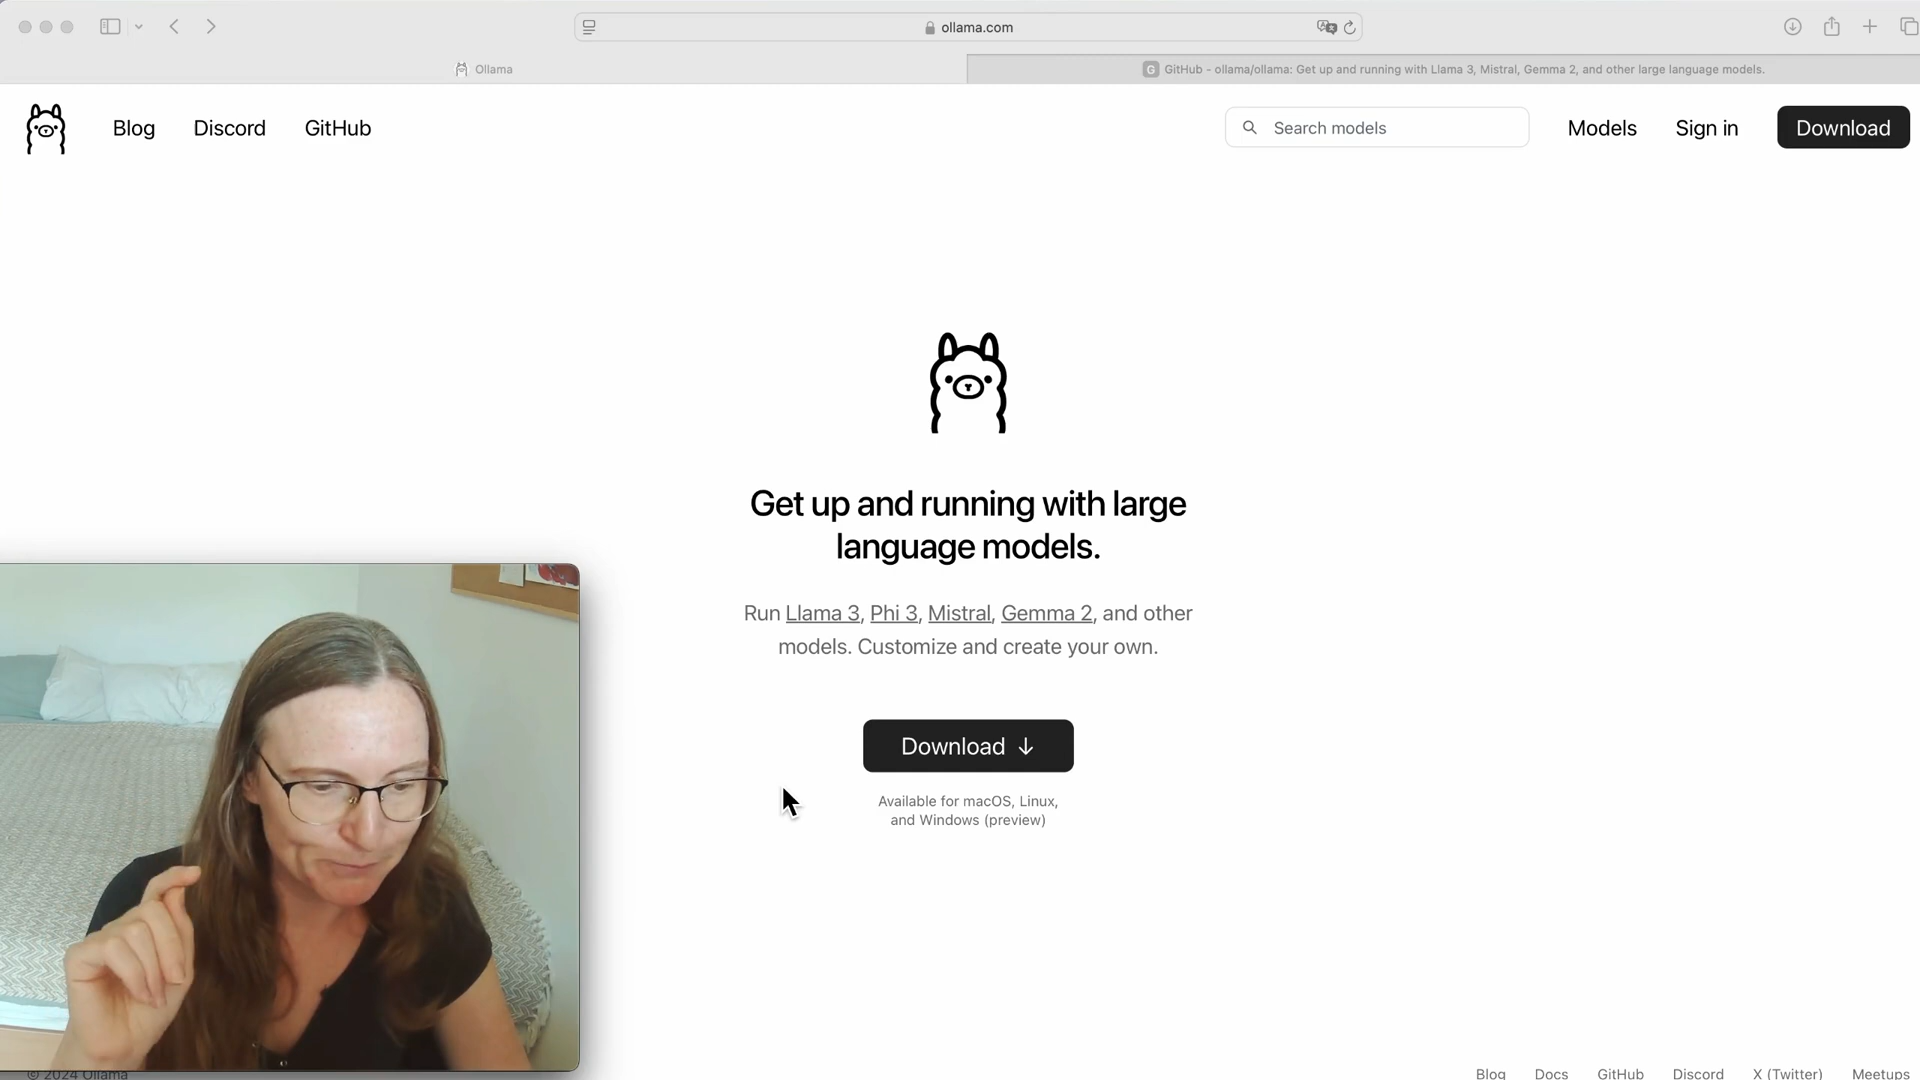 ollama.com
Ollama
G GitHub - ollama/ollama: Get up and running with Llama 3, Mistral, Gemma 2, and other large language models.
Blog Discord GitHub Search models Models Sign in Download
Get up and running with large
language models.
Run Llama 3, Phi 3, Mistral, Gemma 2, and other
models. Customize and create your own.
Download ↓
Available for macOS, Linux,
and Windows (preview)
© 2024 Ollama
Blog Docs GitHub Discord X (Twitter) Meetups